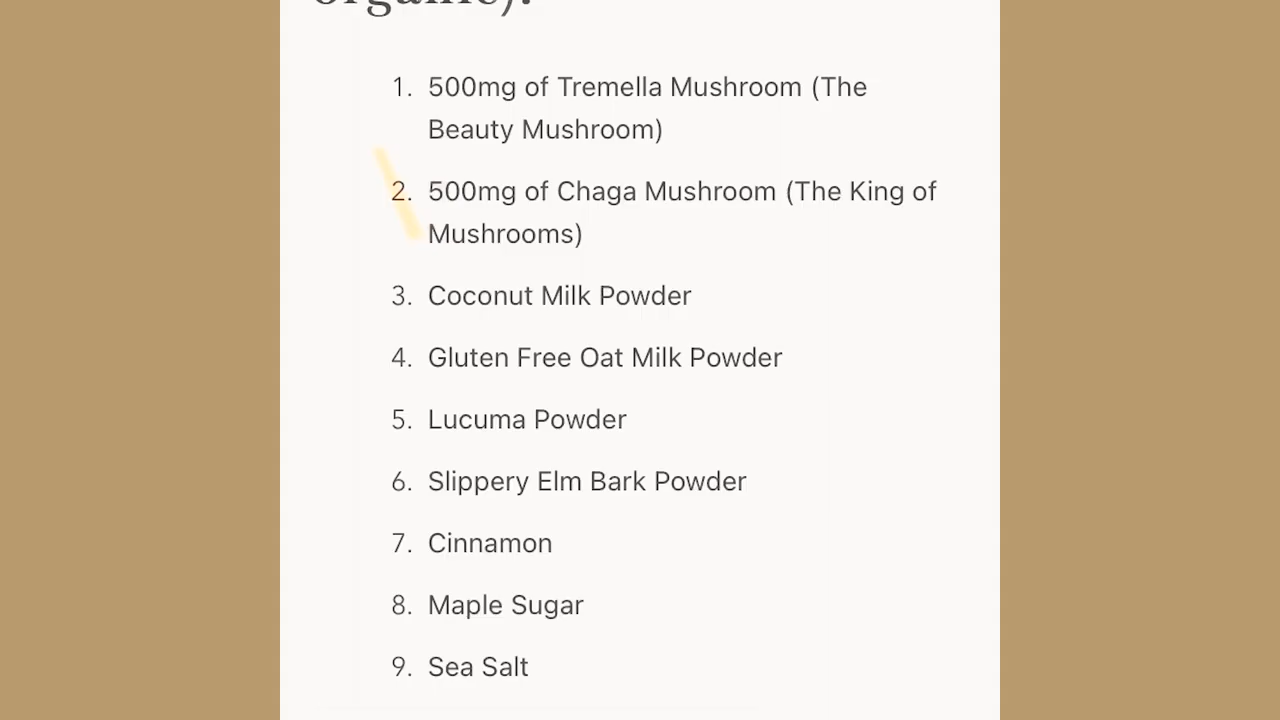 organic):
1. 500mg of Tremella Mushroom (The
Beauty Mushroom)
2. 500mg of Chaga Mushroom (The King of
Mushrooms)
3. Coconut Milk Powder
4. Gluten Free Oat Milk Powder
5. Lucuma Powder
6. Slippery Elm Bark Powder
7. Cinnamon
8. Maple Sugar
9. Sea Salt